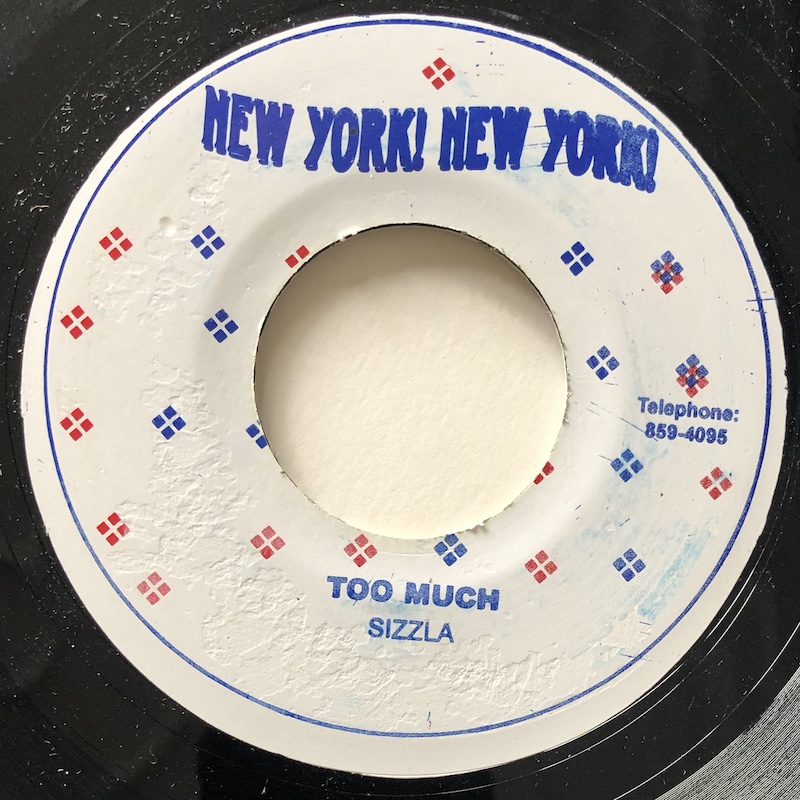 NEW YORK! NEW YORK!
Telephone:
859-4095
TOO MUCH
SIZZLA